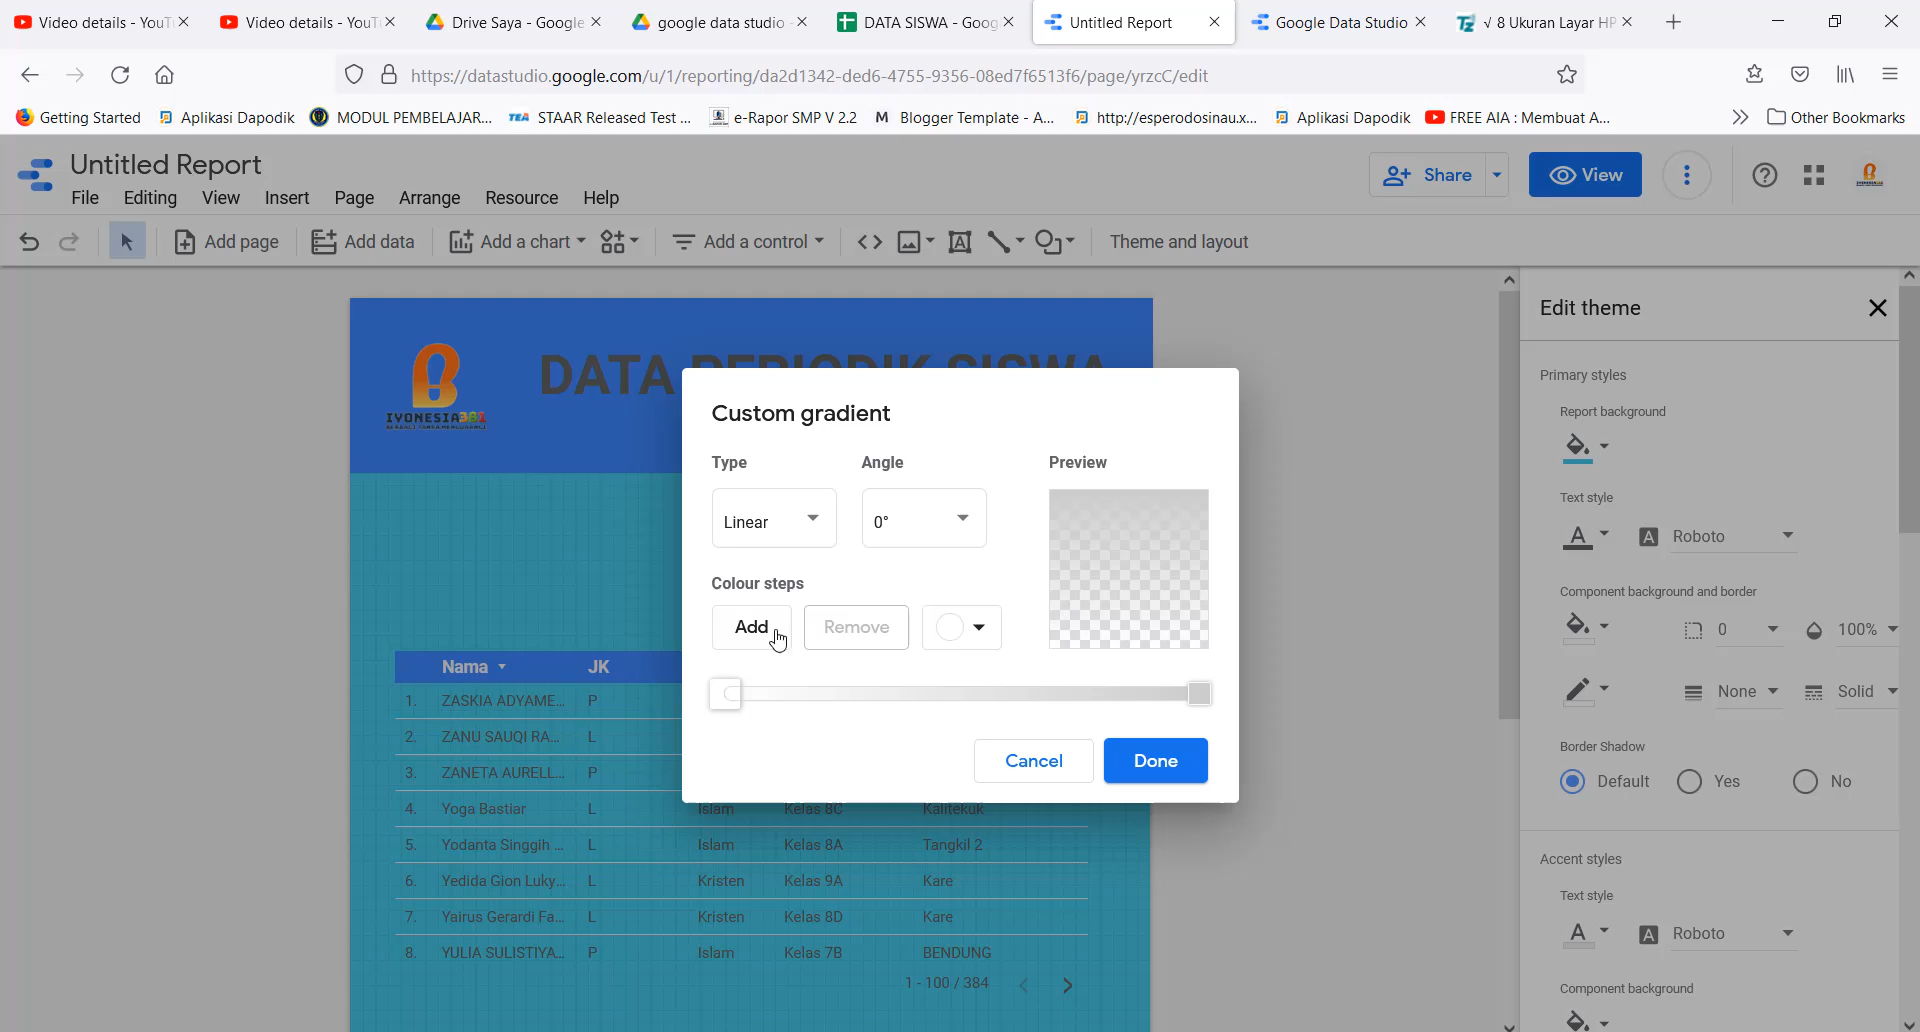 Video details - YouT
Video details - YouT
Drive Saya - Google
google data studio -
DATA SISWA - Goog
Untitled Report
Google Data Studio
√ 8 Ukuran Layar HP
https://datastudio.google.com/u/1/reporting/da2d1342-ded6-4755-9356-08ed7f6513f6/page/yrzcC/edit
Getting Started
Aplikasi Dapodik
MODUL PEMBELAJAR...
STAAR Released Test ...
e-Rapor SMP V 2.2
Blogger Template - A...
http://esperodosinau.x...
Aplikasi Dapodik
FREE AIA : Membuat A...
Other Bookmarks
Untitled Report
File Editing View Insert Page Arrange Resource Help
Share
View
Add page
Add data
Add a chart
Add a control
Theme and layout
IVONESIA381
Custom gradient
Type Angle Preview
Linear 0°
Colour steps
Add Remove
Cancel Done
Nama JK
1. ZASKIA ADYAME... P
2. ZANU SAUQI RA... L
3. ZANETA AURELL... P
4. Yoga Bastiar L Islam Kelas 8C Kalitekuk
5. Yodanta Singgih ... L Islam Kelas 8A Tangkil 2
6. Yedida Gion Luky... L Kristen Kelas 9A Kare
7. Yairus Gerardi Fa... L Kristen Kelas 8D Kare
8. YULIA SULISTIYA... P Islam Kelas 7B BENDUNG
1 - 100 / 384
Edit theme
Primary styles
Report background
Text style
Roboto
Component background and border
0 100%
None Solid
Border Shadow
Default Yes No
Accent styles
Text style
Roboto
Component background
DATA PERIODIK SISWA